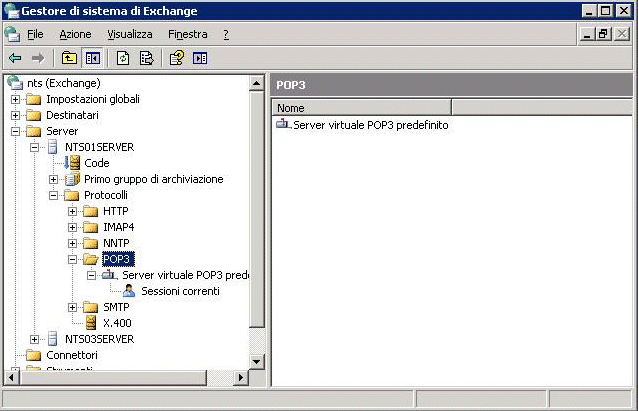 Gestore di sistema di Exchange
File Azione Visualizza Finestra ?
nts (Exchange)
Impostazioni globali
Destinatari
Server
NTS01SERVER
Code
Primo gruppo di archiviazione
Protocolli
HTTP
IMAP4
NNTP
POP3
Server virtuale POP3 pred
Sessioni correnti
SMTP
X.400
NTS03SERVER
Connettori
POP3
Nome
Server virtuale POP3 predefinito